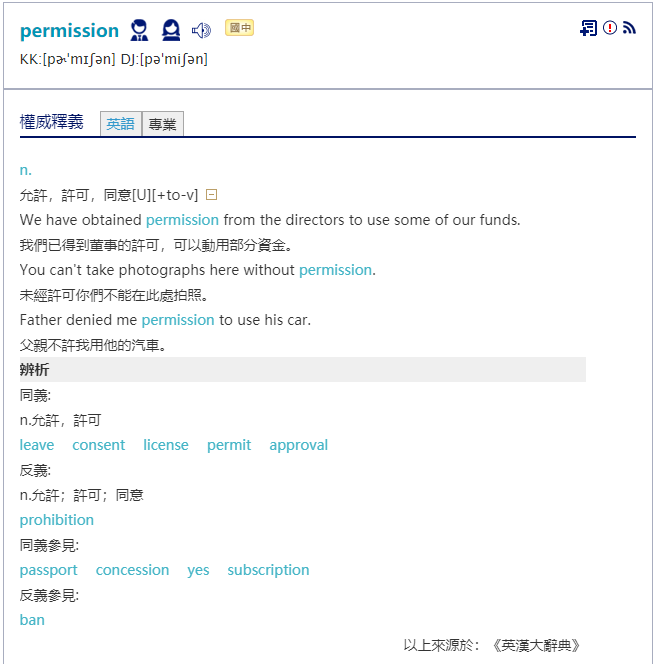 permission 國中
KK:[pɚˋmɪʃən] DJ:[pəˋmiʃən]
權威釋義 英語 專業
n.
允許，許可，同意[U][+to-v]
We have obtained permission from the directors to use some of our funds.
我們已得到董事的許可，可以動用部分資金。
You can't take photographs here without permission.
未經許可你們不能在此處拍照。
Father denied me permission to use his car.
父親不許我用他的汽車。
辨析
同義:
n.允許，許可
leave consent license permit approval
反義:
n.允許；許可；同意
prohibition
同義參見:
passport concession yes subscription
反義參見:
ban
以上來源於：《英漢大辭典》